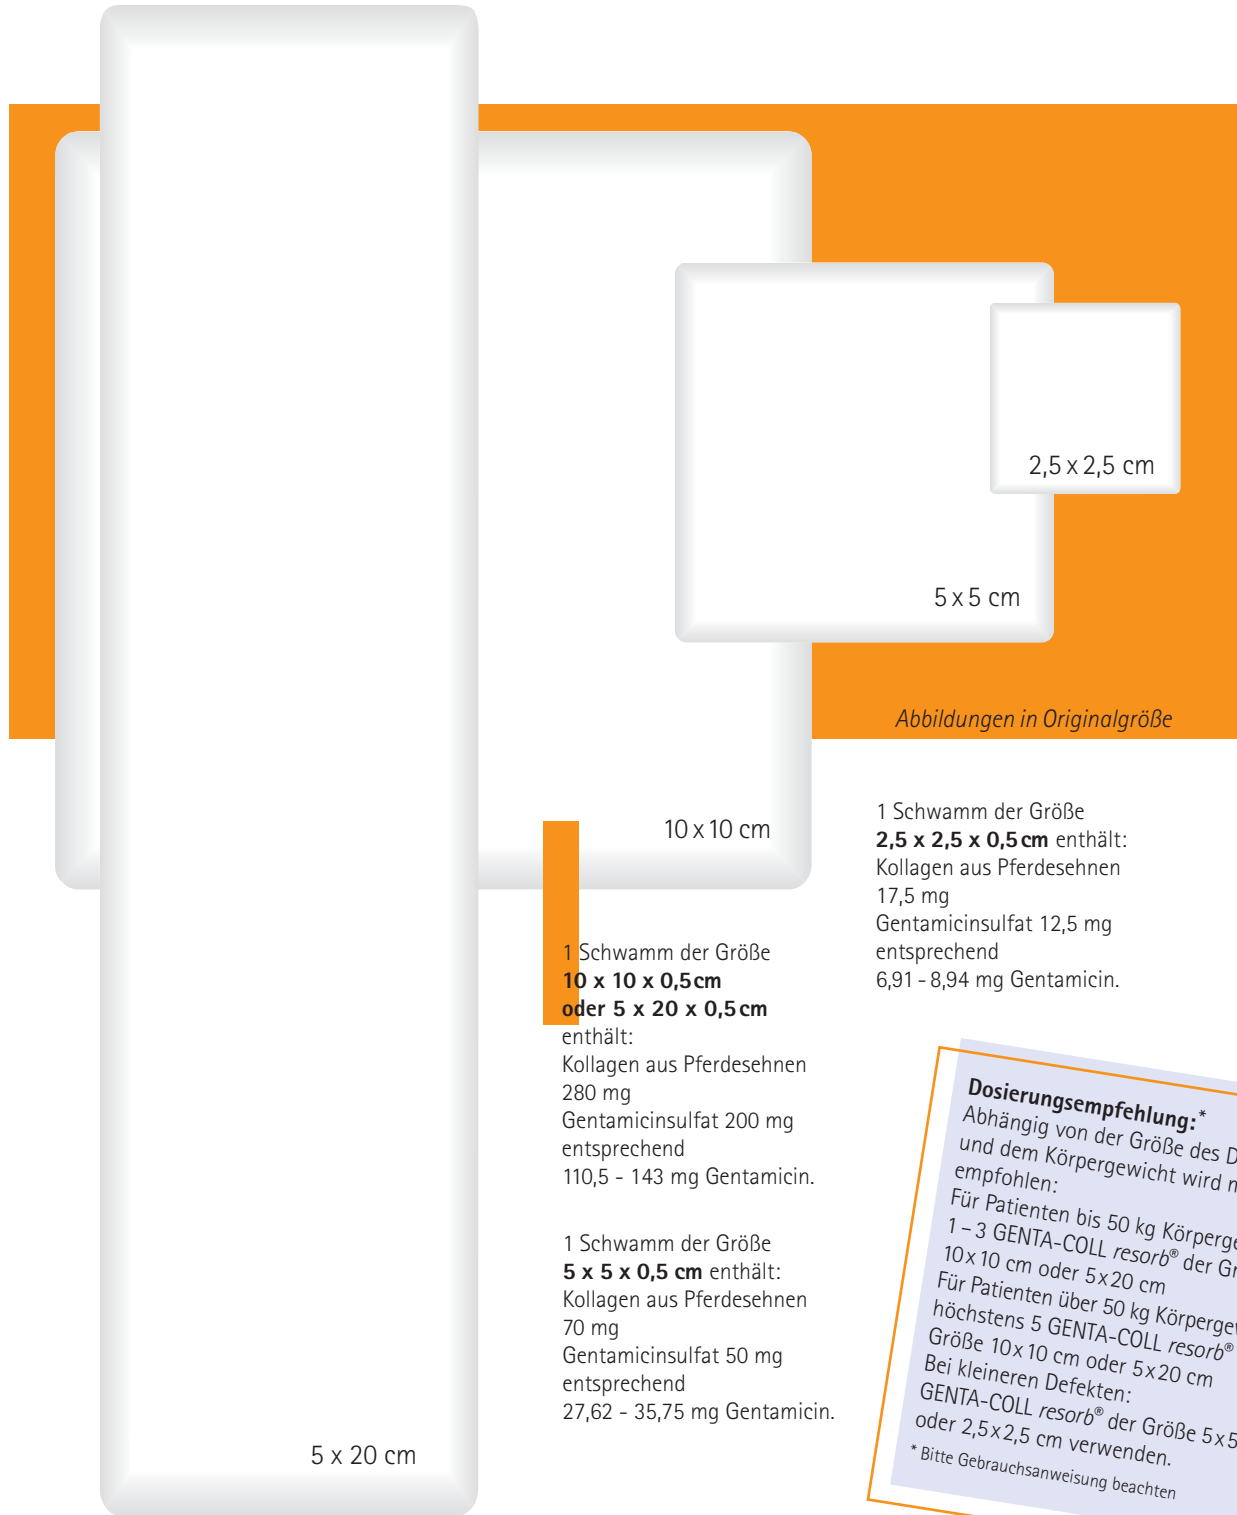 2,5 x 2,5 cm
5 x 5 cm
Abbildungen in Originalgröße
10 x 10 cm
5 x 20 cm
1 Schwamm der Größe
10 x 10 x 0,5 cm
oder 5 x 20 x 0,5 cm
enthält:
Kollagen aus Pferdesehnen
280 mg
Gentamicinsulfat 200 mg
entsprechend
110,5 - 143 mg Gentamicin.
1 Schwamm der Größe
5 x 5 x 0,5 cm enthält:
Kollagen aus Pferdesehnen
70 mg
Gentamicinsulfat 50 mg
entsprechend
27,62 - 35,75 mg Gentamicin.
1 Schwamm der Größe
2,5 x 2,5 x 0,5 cm enthält:
Kollagen aus Pferdesehnen
17,5 mg
Gentamicinsulfat 12,5 mg
entsprechend
6,91 - 8,94 mg Gentamicin.
Dosierungsempfehlung:*
Abhängig von der Größe des
und dem Körpergewicht wird
empfohlen:
Für Patienten bis 50 kg
1 – 3 GENTA-COLL resorb® der
10 x 10 cm oder 5 x 20 cm
Für Patienten über 50 kg
höchstens 5 GENTA-COLL resorb®
Größe 10 x 10 cm oder 5 x 20 cm
Bei kleineren Defekten:
GENTA-COLL resorb® der Größe 5 x 5
oder 2,5 x 2,5 cm verwenden.
* Bitte Gebrauchsanweisung beachten